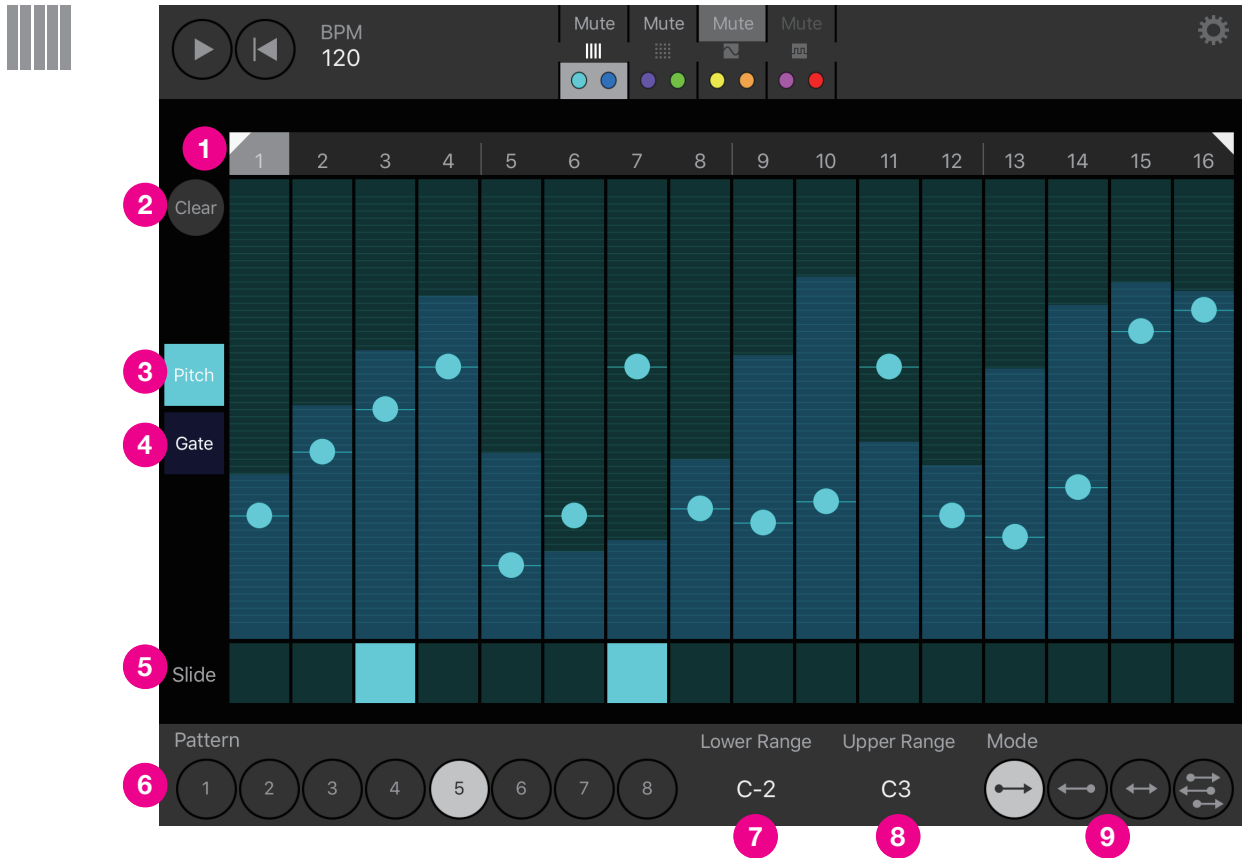 BPM
120
Mute Mute Mute Mute
1 1 2 3 4 5 6 7 8 9 10 11 12 13 14 15 16
2 Clear
3 Pitch
4 Gate
5 Slide
Pattern Lower Range Upper Range Mode
6 1 2 3 4 5 6 7 8 C-2 C3
7 8 9